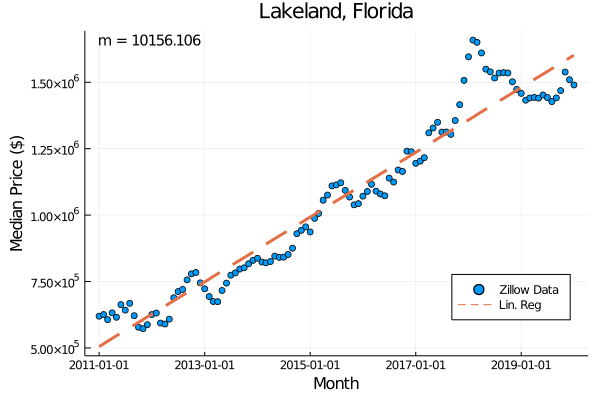 Lakeland, Florida
m = 10156.106
1.50×10⁶
1.25×10⁶
1.00×10⁶
7.50×10⁵
5.00×10⁵
Median Price ($)
Zillow Data
Lin. Reg
2011-01-01 2013-01-01 2015-01-01 2017-01-01 2019-01-01
Month